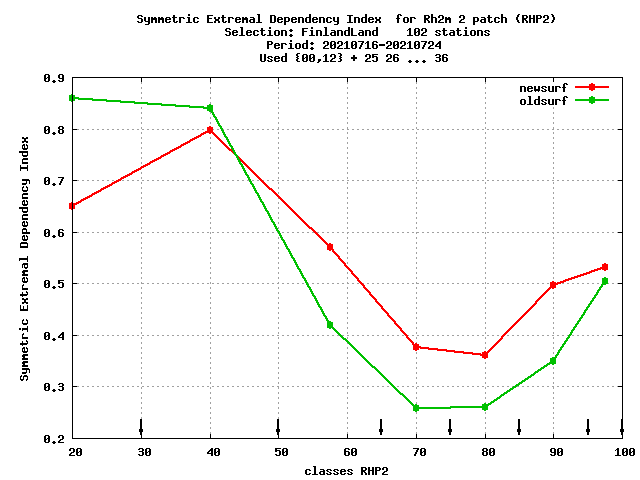 Symmetric Extremal Dependency Index  for Rh2m 2 patch (RHP2)
Selection: FinlandLand    102 stations
Period: 20210716-20210724
Used {00,12} + 25 26 ... 36
newsurf
oldsurf
Symmetric Extremal Dependency Index
0.9
0.8
0.7
0.6
0.5
0.4
0.3
0.2
20 30 40 50 60 70 80 90 100
classes RHP2